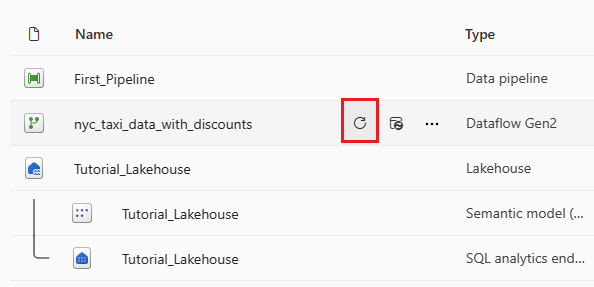 Name Type
First_Pipeline Data pipeline
nyc_taxi_data_with_discounts Dataflow Gen2
Tutorial_Lakehouse Lakehouse
Tutorial_Lakehouse Semantic model (...
Tutorial_Lakehouse SQL analytics end...